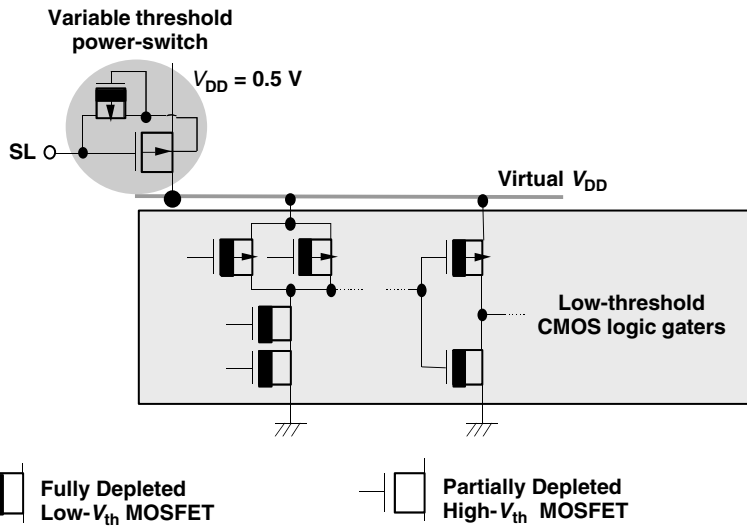 Variable threshold
power-switch
VDD = 0.5 V
SL
Virtual VDD
Low-threshold
CMOS logic gaters
Fully Depleted
Low-Vth MOSFET
Partially Depleted
High-Vth MOSFET